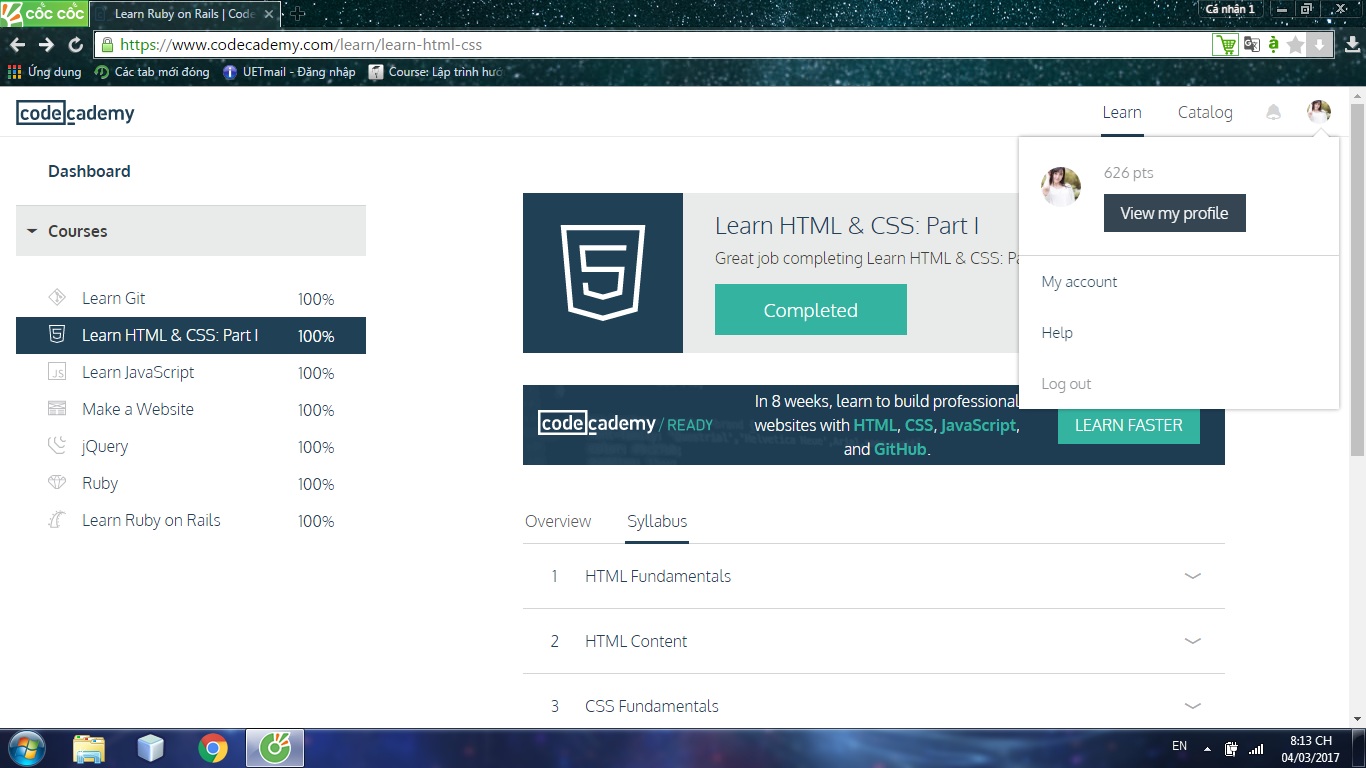 cốc cốc
Learn Ruby on Rails | Code
Cá nhân 1
https://www.codecademy.com/learn/learn-html-css
Ứng dụng
Các tab mới đóng
UETmail - Đăng nhập
Course: Lập trình hướ
codecademy
Learn
Catalog
626 pts
View my profile
My account
Help
Log out
Dashboard
Courses
Learn Git 100%
Learn HTML & CSS: Part I 100%
Learn JavaScript 100%
Make a Website 100%
jQuery 100%
Ruby 100%
Learn Ruby on Rails 100%
5
Learn HTML & CSS: Part I
Great job completing Learn HTML & CSS: Pa
Completed
codecademy / READY
In 8 weeks, learn to build professional
websites with HTML, CSS, JavaScript,
and GitHub.
LEARN FASTER
Overview
Syllabus
1 HTML Fundamentals
2 HTML Content
3 CSS Fundamentals
EN
8:13 CH
04/03/2017